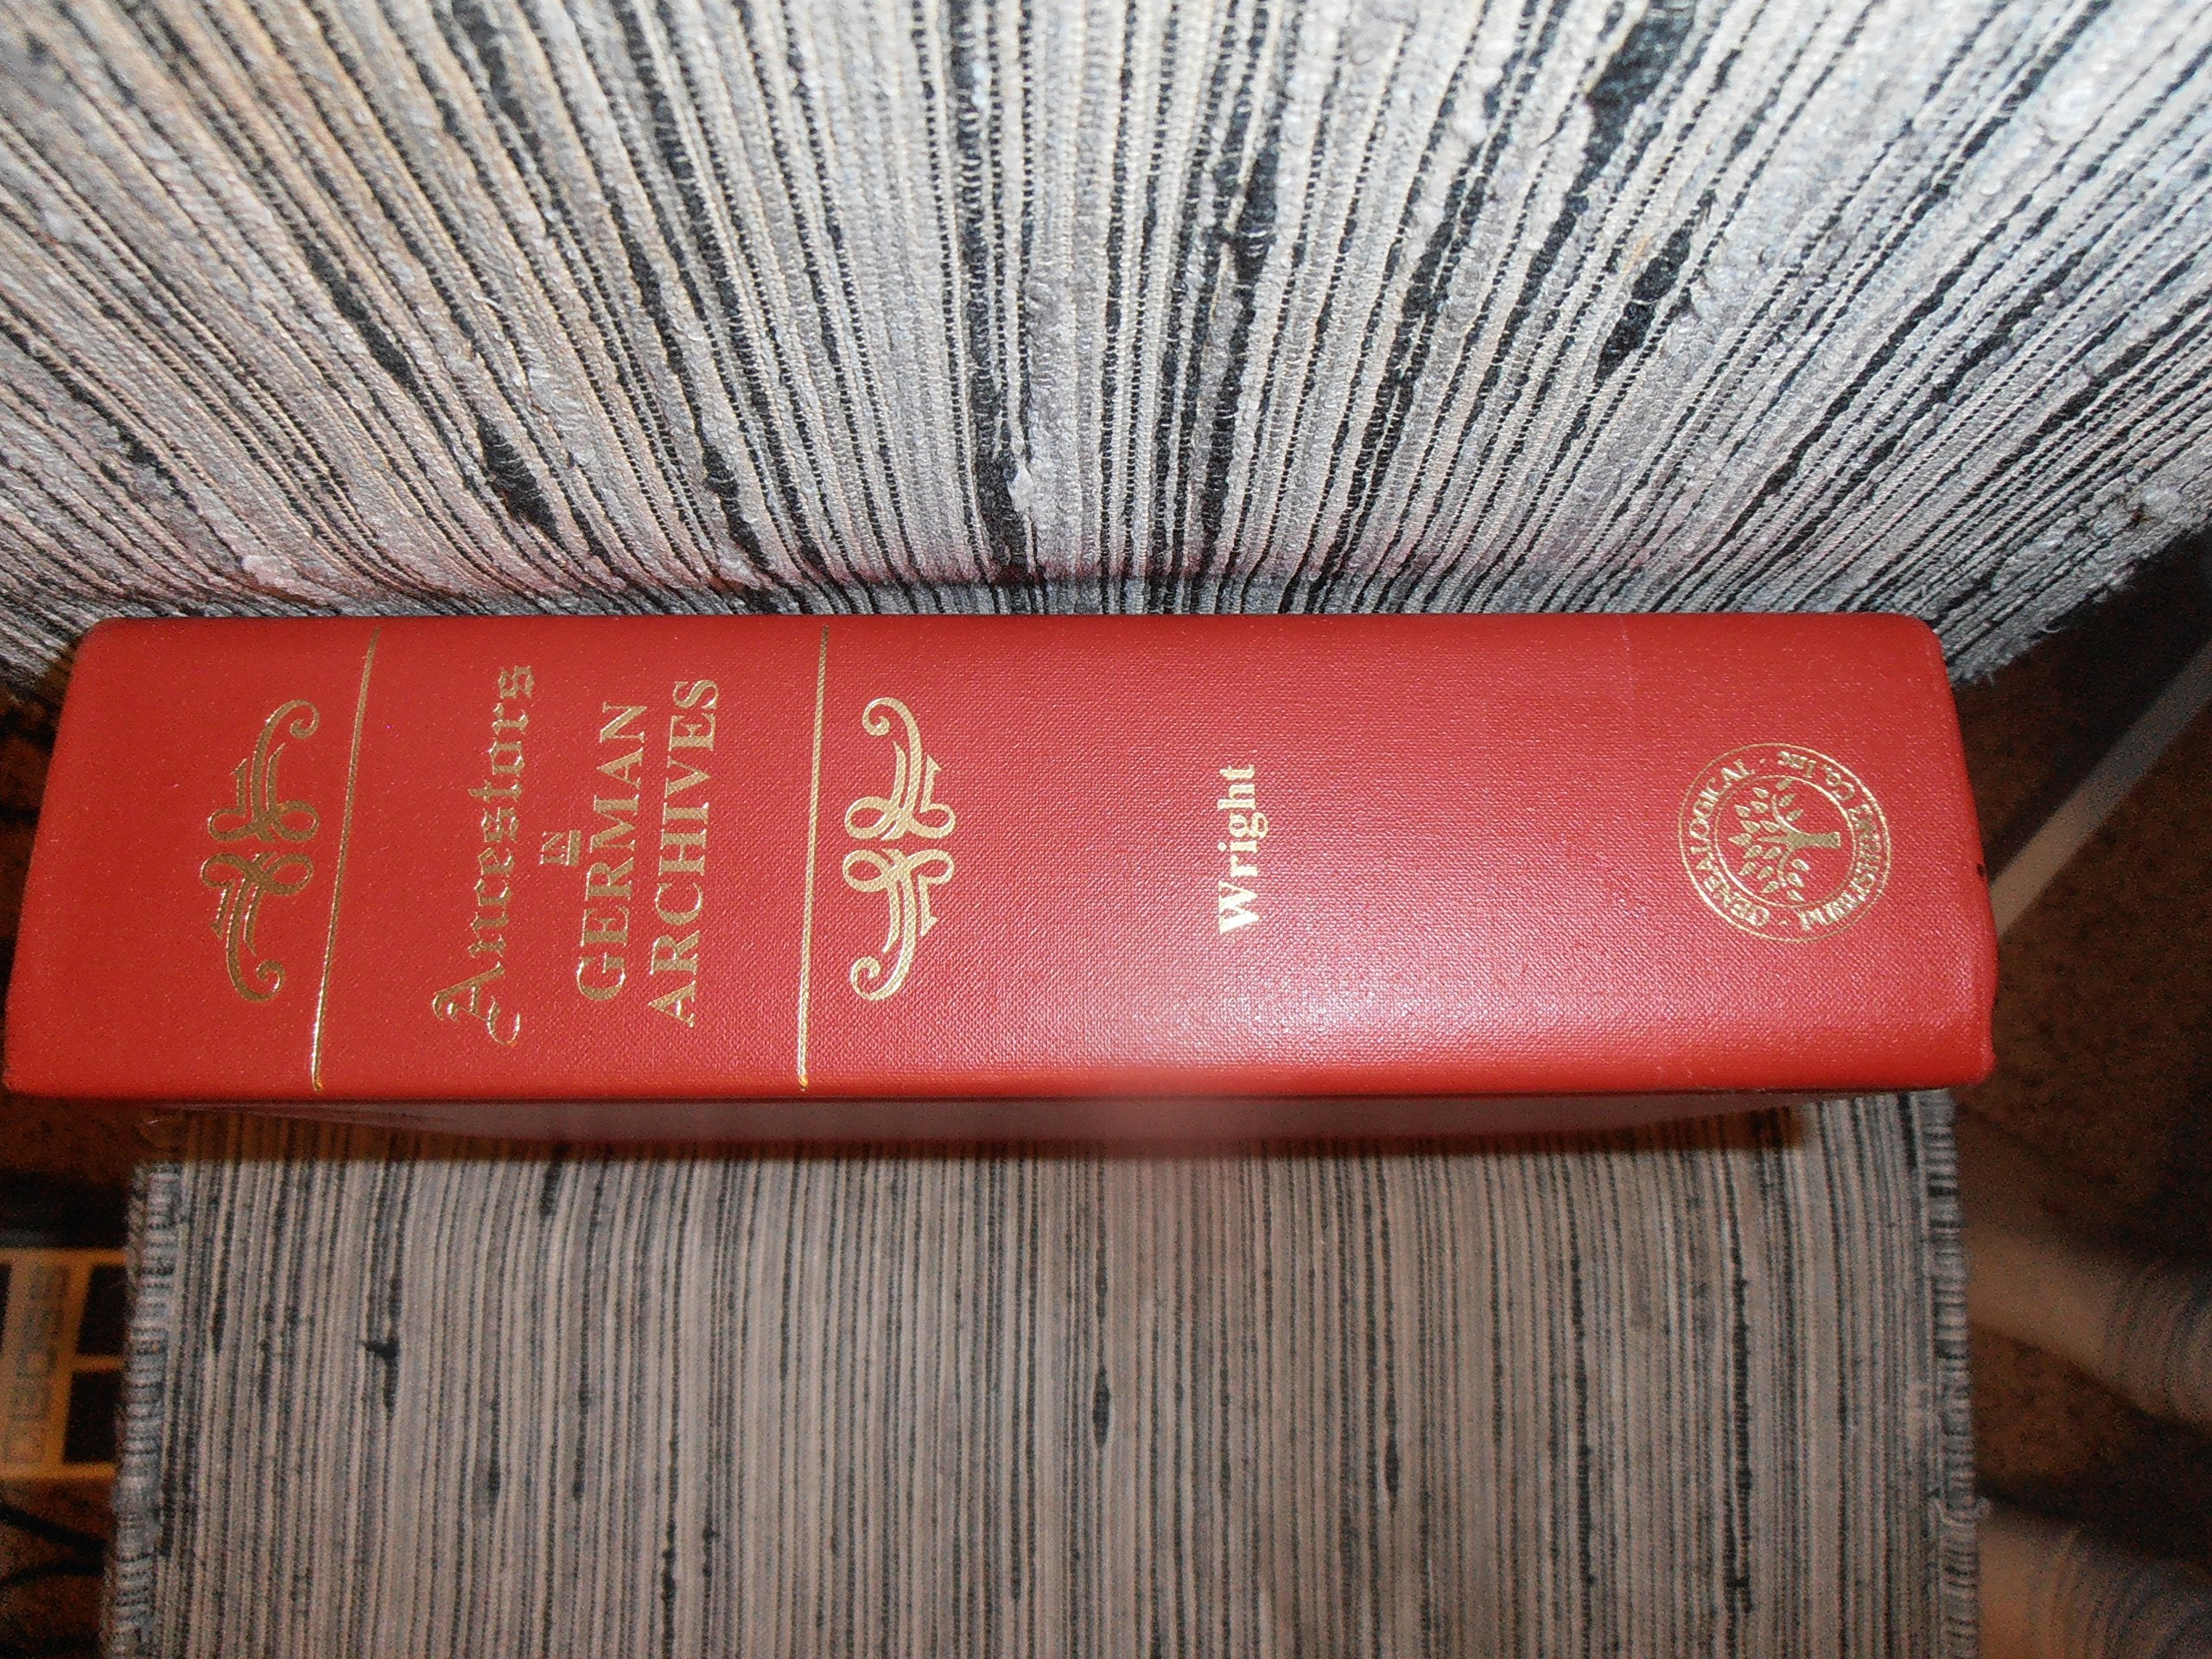 Ancestors
IN
GERMAN
ARCHIVES
Wright
GENEALOGICAL · PUBLISHING Co., Inc ·